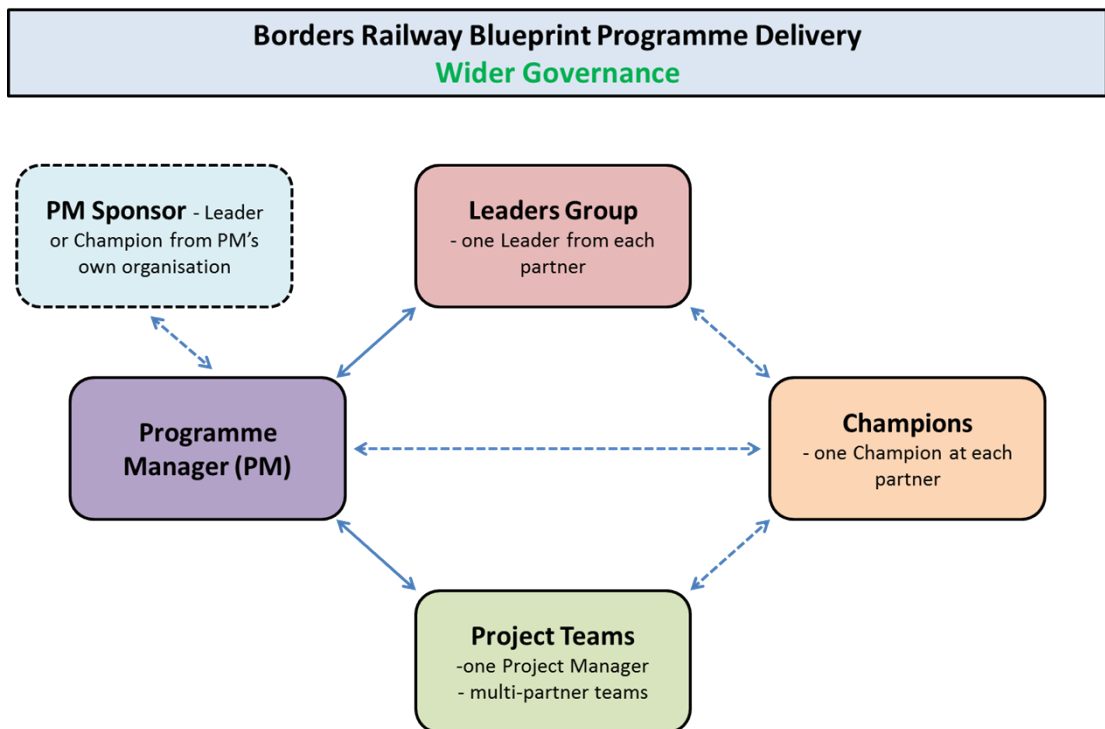 Borders Railway Blueprint Programme Delivery
Wider Governance
PM Sponsor - Leader
or Champion from PM's
own organisation
Leaders Group
- one Leader from each
partner
Programme
Manager (PM)
Champions
- one Champion at each
partner
Project Teams
-one Project Manager
- multi-partner teams